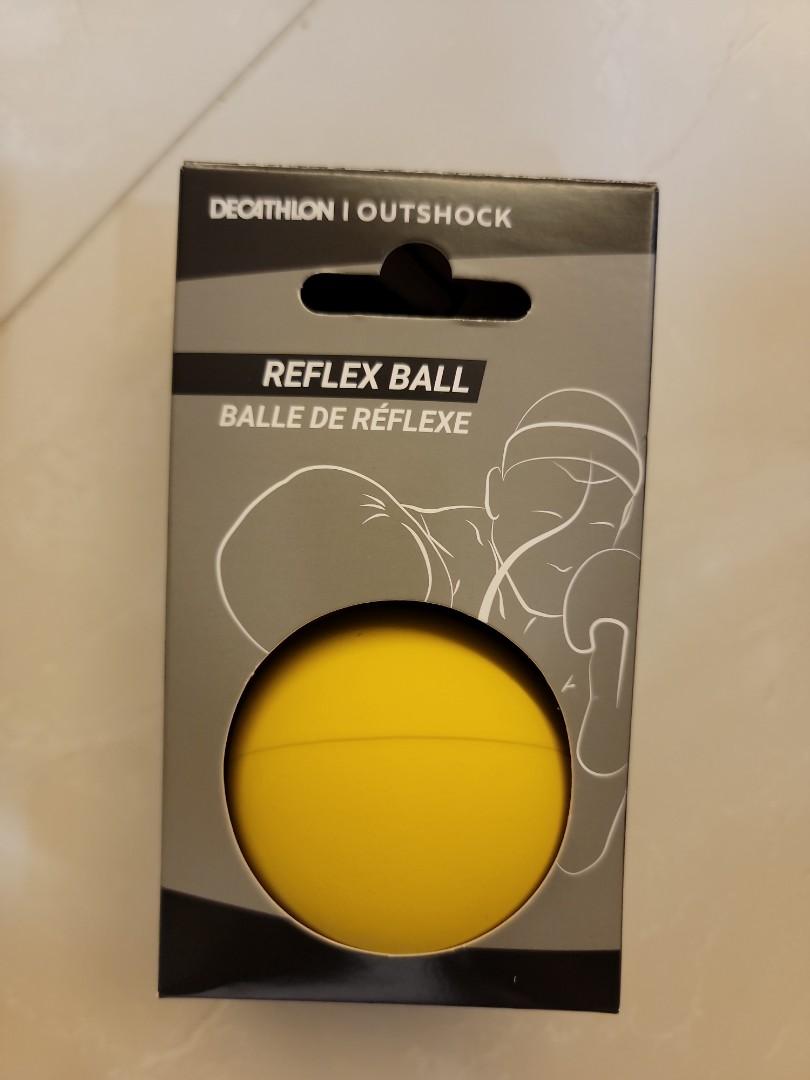 DECATHLON | OUTSHOCK
REFLEX BALL
BALLE DE RÉFLEXE